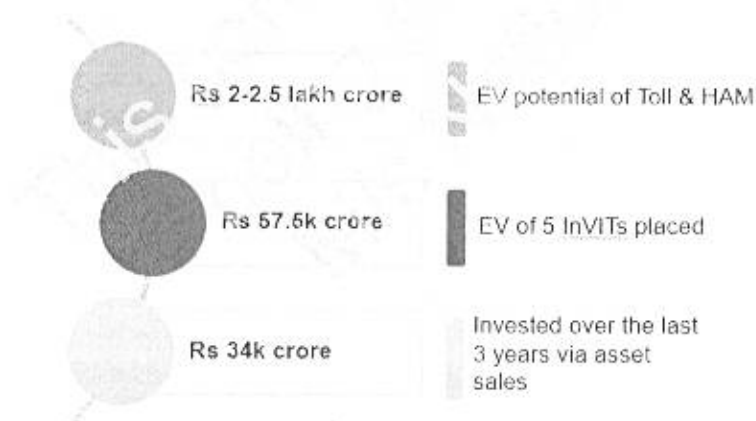 Rs 2-2.5 lakh crore
EV potential of Toll & HAM
Rs 57.5k crore
EV of 5 InVITs placed
Rs 34k crore
Invested over the last
3 years via asset
sales